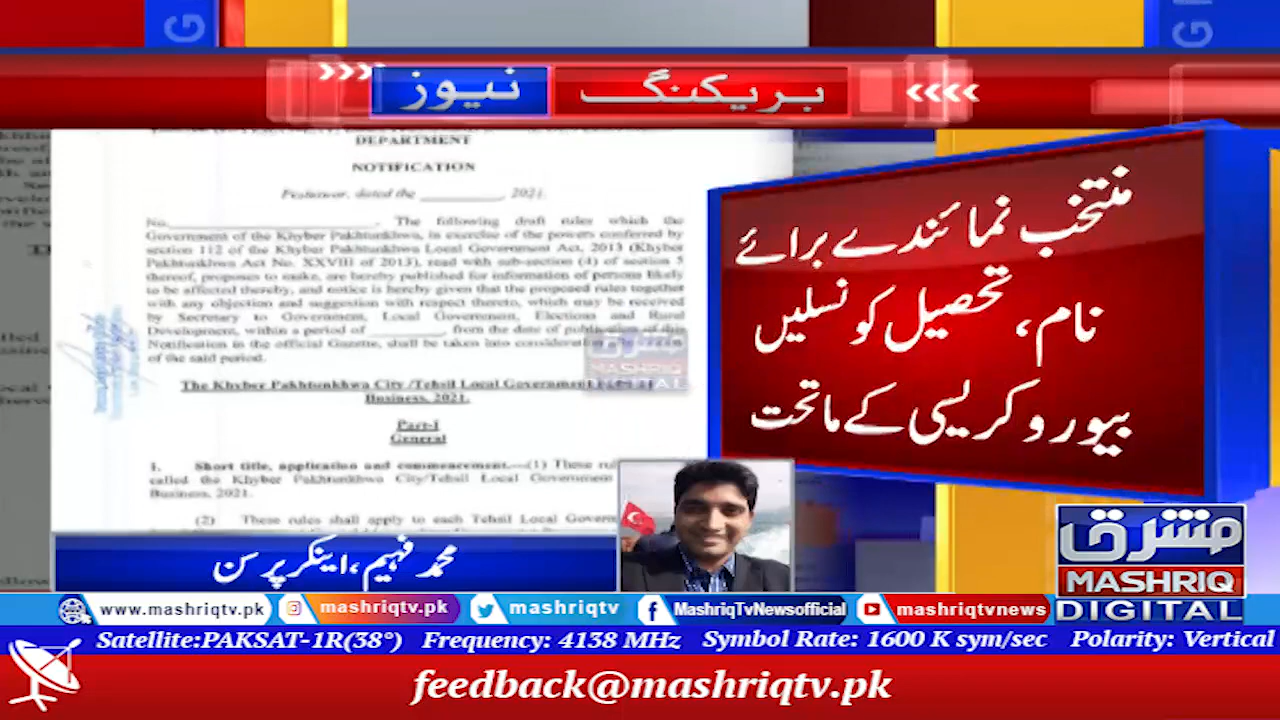 بریکنگ نیوز
DEPARTMENT
NOTIFICATION
Peshawar, dated the __________, 2021.
No.__________ The following draft rules which the
Government of the Khyber Pakhtunkhwa, in exercise of the powers conferred by
section 112 of the Khyber Pakhtunkhwa Local Government Act, 2013 (Khyber
Pakhtunkhwa Act No. XXVIII of 2013), read with sub-section (4) of section 5
thereof, proposes to make, are hereby published for information of persons likely
to be affected thereby, and notice is hereby given that the proposed rules together
with any objection and suggestion with respect thereto, which may be received
by Secretary to Government, Local Government, Elections and Rural
Development, within a period of ________ from the date of publication of this
Notification in the official Gazette, shall be taken into consideration
of the said period.
The Khyber Pakhtunkhwa City /Tehsil Local Government
Business, 2021.
Part-I
General
1. Short title, application and commencement.---(1) These
called the Khyber Pakhtunkhwa City/Tehsil Local Government
Business, 2021.
(2) These rules shall apply to each Tehsil Local
منتخب نمائندے برائے
نام، تحصیل کونسلیں
بیوروکریسی کے ماتحت
محمد فہیم، اینکرپرسن
مشرق
MASHRIQ
DIGITAL
www.mashriqtv.pk mashriqtv.pk mashriqtv MashriqTvNewsofficial mashriqtvnews
Satellite:PAKSAT-1R(38°) Frequency: 4138 MHz Symbol Rate: 1600 K sym/sec Polarity: Vertical
feedback@mashriqtv.pk